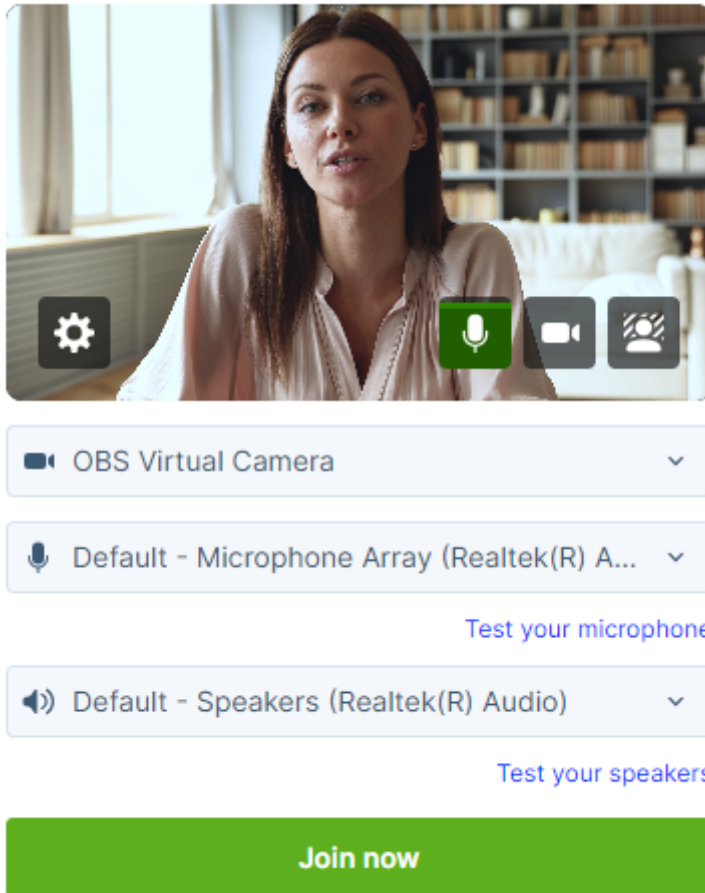 OBS Virtual Camera
Default - Microphone Array (Realtek(R) A...
Test your microphone
Default - Speakers (Realtek(R) Audio)
Test your speakers
Join now